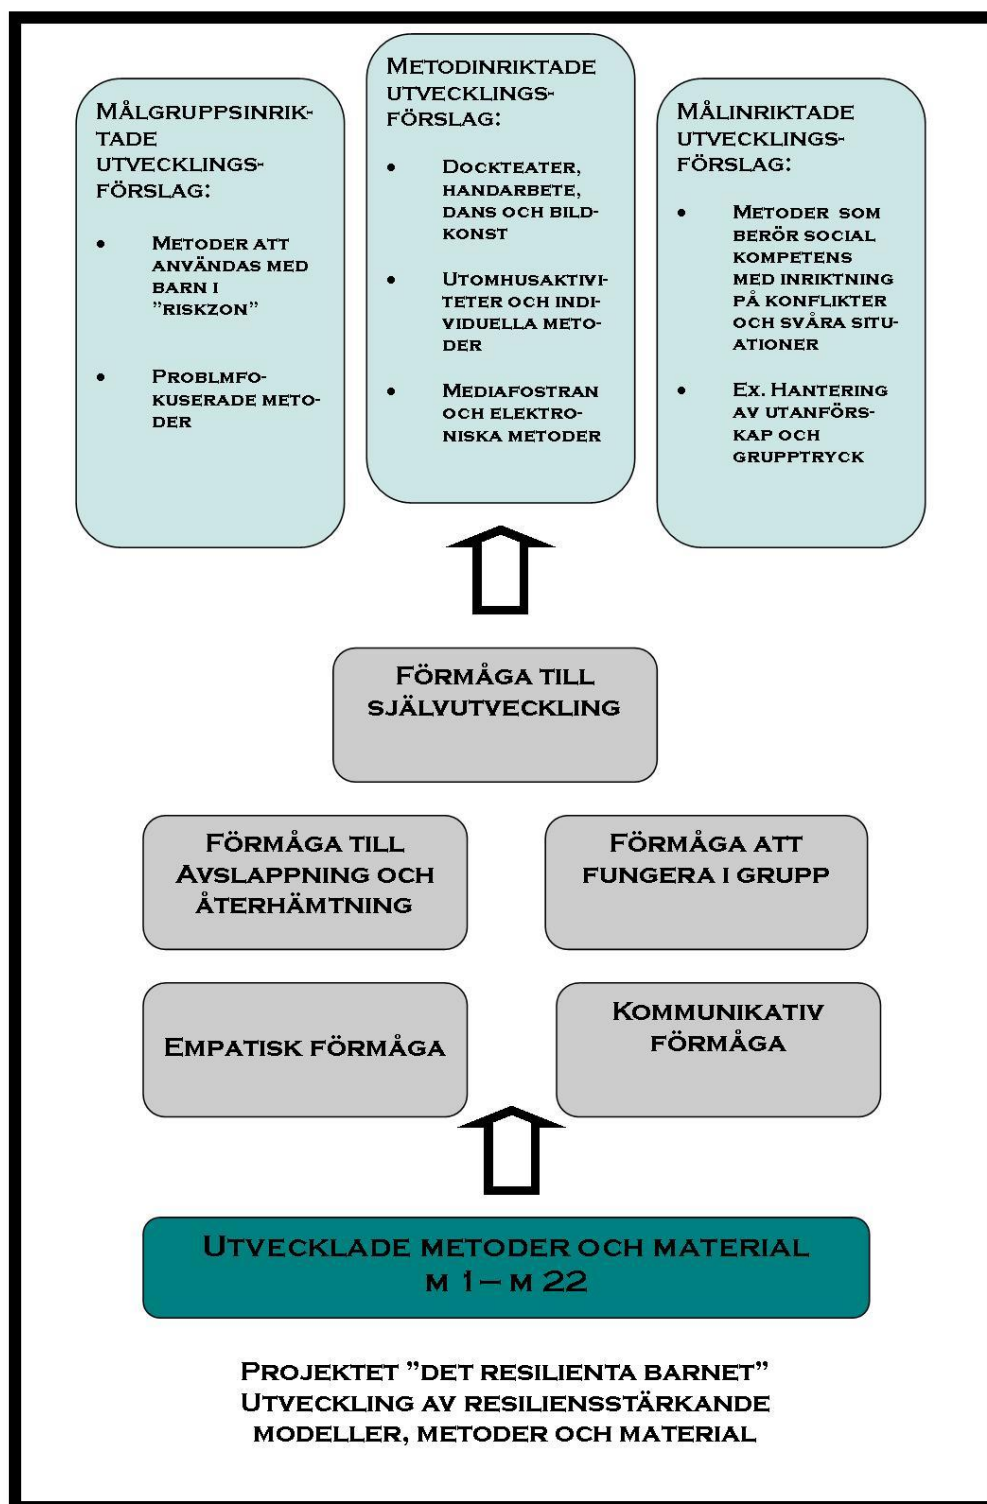 MÅLGRUPPSINRIK-
TADE
UTVECKLINGS-
FÖRSLAG:
• METODER ATT
ANVÄNDAS MED
BARN I
”RISKZON”
• PROBLMFO-
KUSERADE METO-
DER
METODINRIKTADE
UTVECKLINGS-
FÖRSLAG:
• DOCKTEATER,
HANDARBETE,
DANS OCH BILD-
KONST
• UTOMHUSAKTIVI-
TETER OCH INDI-
VIDUELLA METO-
DER
• MEDIAFOSTRAN
OCH ELEKTRO-
NISKA METODER
MÅLINRIKTADE
UTVECKLINGS-
FÖRSLAG:
• METODER SOM
BERÖR SOCIAL
KOMPETENS
MED INRIKTNING
PÅ KONFLIKTER
OCH SVÅRA SITU-
ATIONER
• EX. HANTERING
AV UTANFÖRS-
KAP OCH
GRUPPTRYCK
FÖRMÅGA TILL
SJÄLVUTVECKLING
FÖRMÅGA TILL
AVSLAPPNING OCH
ÅTERHÄMTNING
FÖRMÅGA ATT
FUNGERA I GRUPP
EMPATISK FÖRMÅGA
KOMMUNIKATIV
FÖRMÅGA
UTVECKLADE METODER OCH MATERIAL
M 1– M 22
PROJEKTET ”DET RESILIENTA BARNET”
UTVECKLING AV RESILIENSSTÄRKANDE
MODELLER, METODER OCH MATERIAL